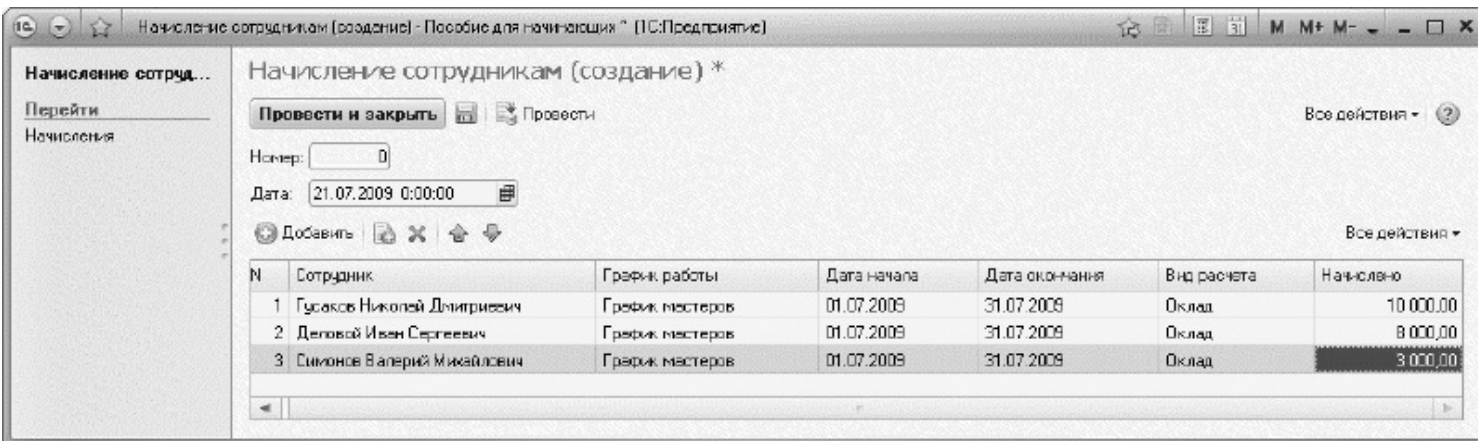 Начисление сотрудникам (создание) - Пособие для начинающих * (1С:Предприятие)
M M+ M-
Начисление сотруд...
Перейти
Начисления
Начисление сотрудникам (создание) *
Провести и закрыть Провести Все действия
Номер: 0
Дата: 21.07.2009 0:00:00
Добавить Все действия
N Сотрудник График работы Дата начала Дата окончания Вид расчета Начислено
1 Гусаков Николай Дмитриевич График мастеров 01.07.2009 31.07.2009 Оклад 10 000,00
2 Деловой Иван Сергеевич График мастеров 01.07.2009 31.07.2009 Оклад 8 000,00
3 Симонов Валерий Михайлович График мастеров 01.07.2009 31.07.2009 Оклад 3 000,00